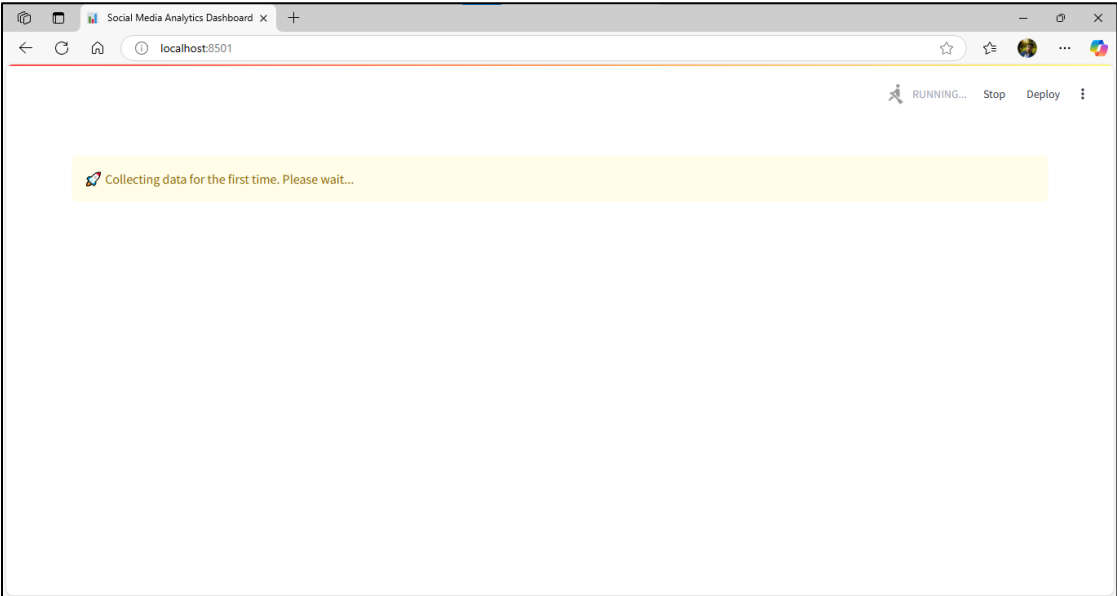 Social Media Analytics Dashboard
localhost:8501
RUNNING... Stop Deploy
🚀 Collecting data for the first time. Please wait...